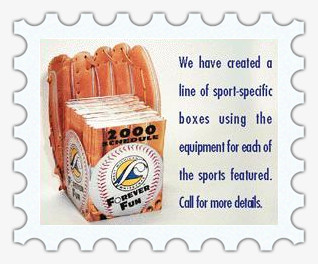 We have created a
line of sport-specific
boxes using the
equipment for each of
the sports featured.
Call for more details.
2000
SCHEDULE
FOREVER
FUN